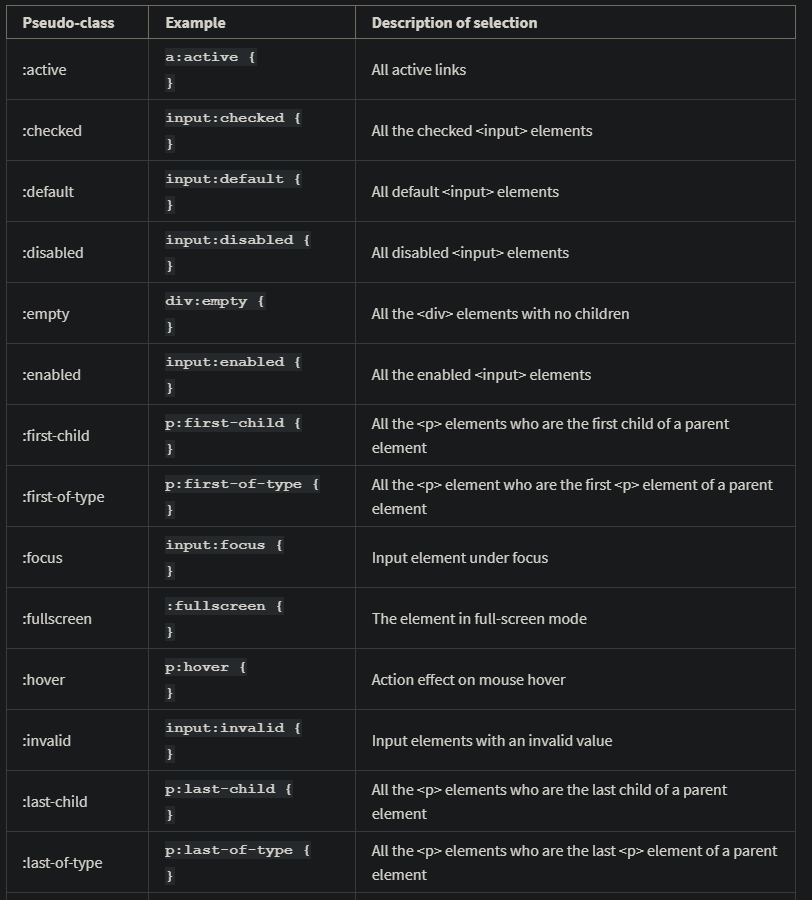 Pseudo-class Example Description of selection
:active a:active {
} All active links
:checked input:checked {
} All the checked <input> elements
:default input:default {
} All default <input> elements
:disabled input:disabled {
} All disabled <input> elements
:empty div:empty {
} All the <div> elements with no children
:enabled input:enabled {
} All the enabled <input> elements
:first-child p:first-child {
} All the <p> elements who are the first child of a parent
element
:first-of-type p:first-of-type {
} All the <p> element who are the first <p> element of a parent
element
:focus input:focus {
} Input element under focus
:fullscreen :fullscreen {
} The element in full-screen mode
:hover p:hover {
} Action effect on mouse hover
:invalid input:invalid {
} Input elements with an invalid value
:last-child p:last-child {
} All the <p> elements who are the last child of a parent
element
:last-of-type p:last-of-type {
} All the <p> elements who are the last <p> element of a parent
element